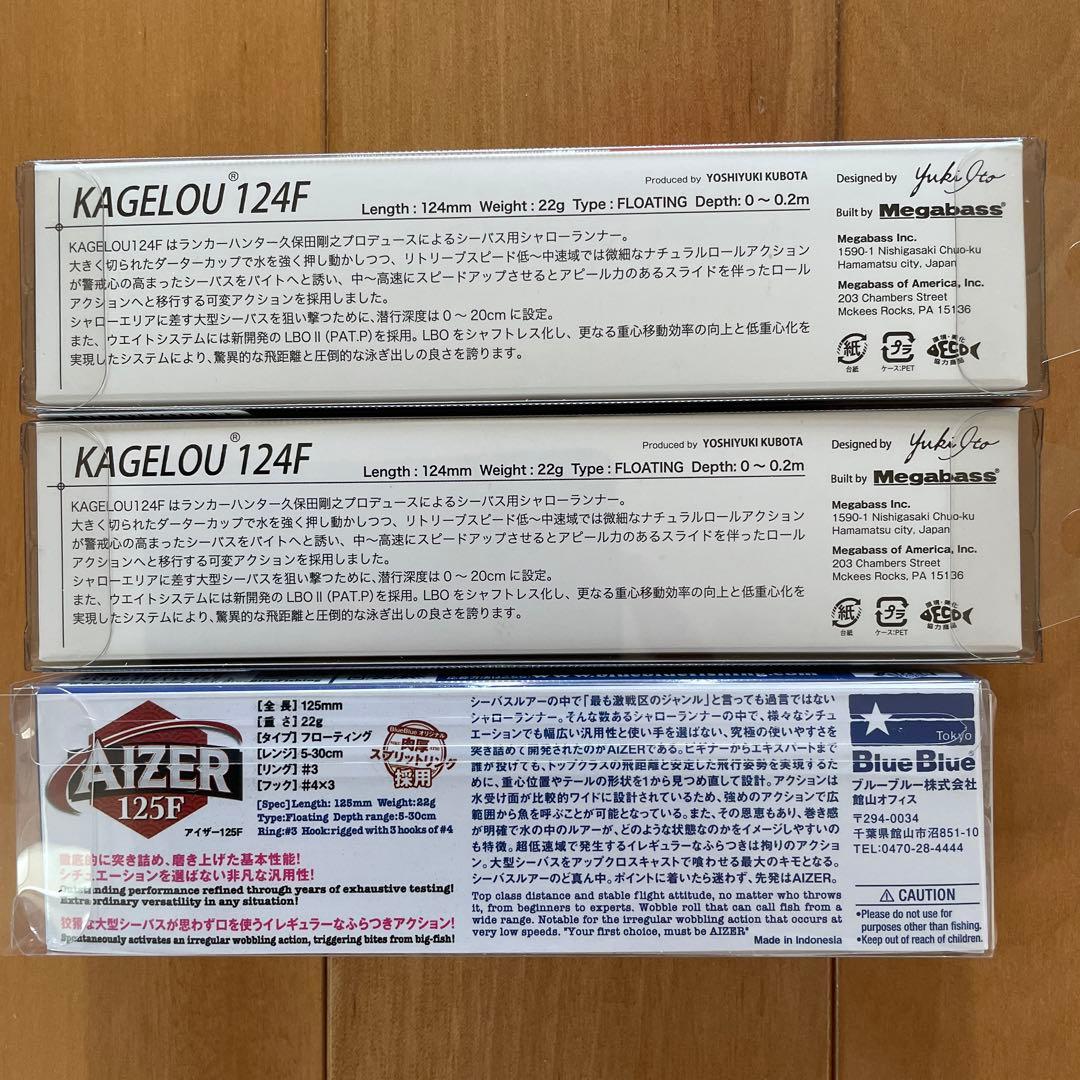 KAGELOU® 124F
Produced by YOSHIYUKI KUBOTA
Length : 124mm Weight : 22g Type : FLOATING Depth: 0 ～ 0.2m
KAGELOU124F はランカーハンター久保田剛之プロデュースによるシーバス用シャローランナー。
大きく切られたダーターカップで水を強く押し動かしつつ、リトリーブスピード低～中速域では微細なナチュラルロールアクション
が警戒心の高まったシーバスをバイトへと誘い、中～高速にスピードアップさせるとアピール力のあるスライドを伴ったロール
アクションへと移行する可変アクションを採用しました。
シャローエリアに差す大型シーバスを狙い撃つために、潜行深度は 0 ～ 20cm に設定。
また、ウエイトシステムには新開発の LBO II (PAT.P)を採用。LBO をシャフトレス化し、更なる重心移動効率の向上と低重心化を
実現したシステムにより、驚異的な飛距離と圧倒的な泳ぎ出しの良さを誇ります。
Designed by Yuki Ito
Built by Megabass®
Megabass Inc.
1590-1 Nishigasaki Chuo-ku
Hamamatsu city, Japan
Megabass of America, Inc.
203 Chambers Street
Mckees Rocks, PA 15136
紙 プラ 環境・美化
ECO
台紙 ケース:PET 協力商品
KAGELOU® 124F
Produced by YOSHIYUKI KUBOTA
Length : 124mm Weight : 22g Type : FLOATING Depth: 0 ～ 0.2m
KAGELOU124F はランカーハンター久保田剛之プロデュースによるシーバス用シャローランナー。
大きく切られたダーターカップで水を強く押し動かしつつ、リトリーブスピード低～中速域では微細なナチュラルロールアクション
が警戒心の高まったシーバスをバイトへと誘い、中～高速にスピードアップさせるとアピール力のあるスライドを伴ったロール
アクションへと移行する可変アクションを採用しました。
シャローエリアに差す大型シーバスを狙い撃つために、潜行深度は 0 ～ 20cm に設定。
また、ウエイトシステムには新開発の LBO II (PAT.P)を採用。LBO をシャフトレス化し、更なる重心移動効率の向上と低重心化を
実現したシステムにより、驚異的な飛距離と圧倒的な泳ぎ出しの良さを誇ります。
Designed by Yuki Ito
Built by Megabass®
Megabass Inc.
1590-1 Nishigasaki Chuo-ku
Hamamatsu city, Japan
Megabass of America, Inc.
203 Chambers Street
Mckees Rocks, PA 15136
紙 プラ 環境・美化
ECO
台紙 ケース:PET 協力商品
AIZER
125F
アイザー125F
[全 長] 125mm
[重 さ] 22g
[タイプ] フローティング
[レンジ] 5-30cm
[リング] #3
[フック] #4×3
[Spec]Length: 125mm Weight:22g
Type:Floating Depth range:5-30cm
Ring:#3 Hook:rigged with 3 hooks of #4
BlueBlue オリジナル
肉厚
スプリットリング
採用
徹底的に突き詰め、磨き上げた基本性能!
シチュエーションを選ばない非凡な汎用性!
Outstanding performance refined through years of exhaustive testing!
Extraordinary versatility in any situation!
狡猾な大型シーバスが思わず口を使うイレギュラーなふらつきアクション!
Spontaneously activates an irregular wobbling action, triggering bites from big-fish!
シーバスルアーの中で「最も激戦区のジャンル」と言っても過言ではない
シャローランナー。そんな数あるシャローランナーの中で、様々なシチュ
エーションでも幅広い汎用性と使い手を選ばない、究極の使いやすさを
突き詰めて開発されたのがAIZERである。ビギナーからエキスパートまで
誰が投げても、トップクラスの飛距離と安定した飛行姿勢を実現するた
めに、重心位置やテールの形状を1から見つめ直して設計。アクションは
水受け面が比較的ワイドに設計されているため、強めのアクションで広
範囲から魚を呼ぶことが可能となっている。また、その恩恵もあり、巻き感
が明確で水の中のルアーが、どのような状態なのかをイメージしやすいの
も特徴。超低速域で発生するイレギュラーなふらつきは拘りのアクショ
ン。大型シーバスをアップクロスキャストで喰わせる最大のキモとなる。
シーバスルアーのど真ん中。ポイントに着いたら迷わず、先発はAIZER。
Top class distance and stable flight attitude, no matter who throws
it, from beginners to experts. Wobble roll that can call fish from a
wide range. Notable for the irregular wobbling action that occurs at
very low speeds. "Your first choice, must be AIZER"
Made in Indonesia
Tokyo
BlueBlue®
ブルーブルー株式会社
館山オフィス
〒294-0034
千葉県館山市沼851-10
TEL:0470-28-4444
⚠ CAUTION
•Please do not use for
purposes other than fishing.
•Keep out of reach of children.